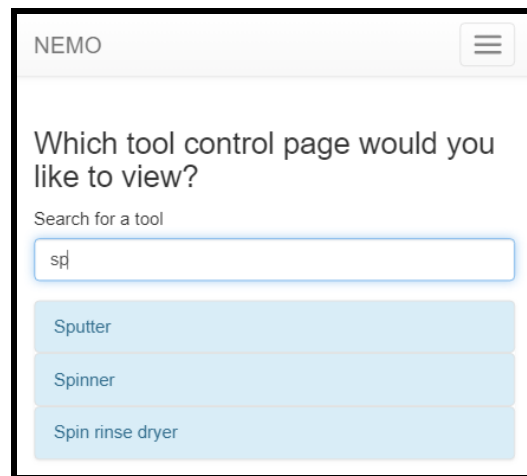 NEMO
Which tool control page would you
like to view?
Search for a tool
sp
Sputter
Spinner
Spin rinse dryer